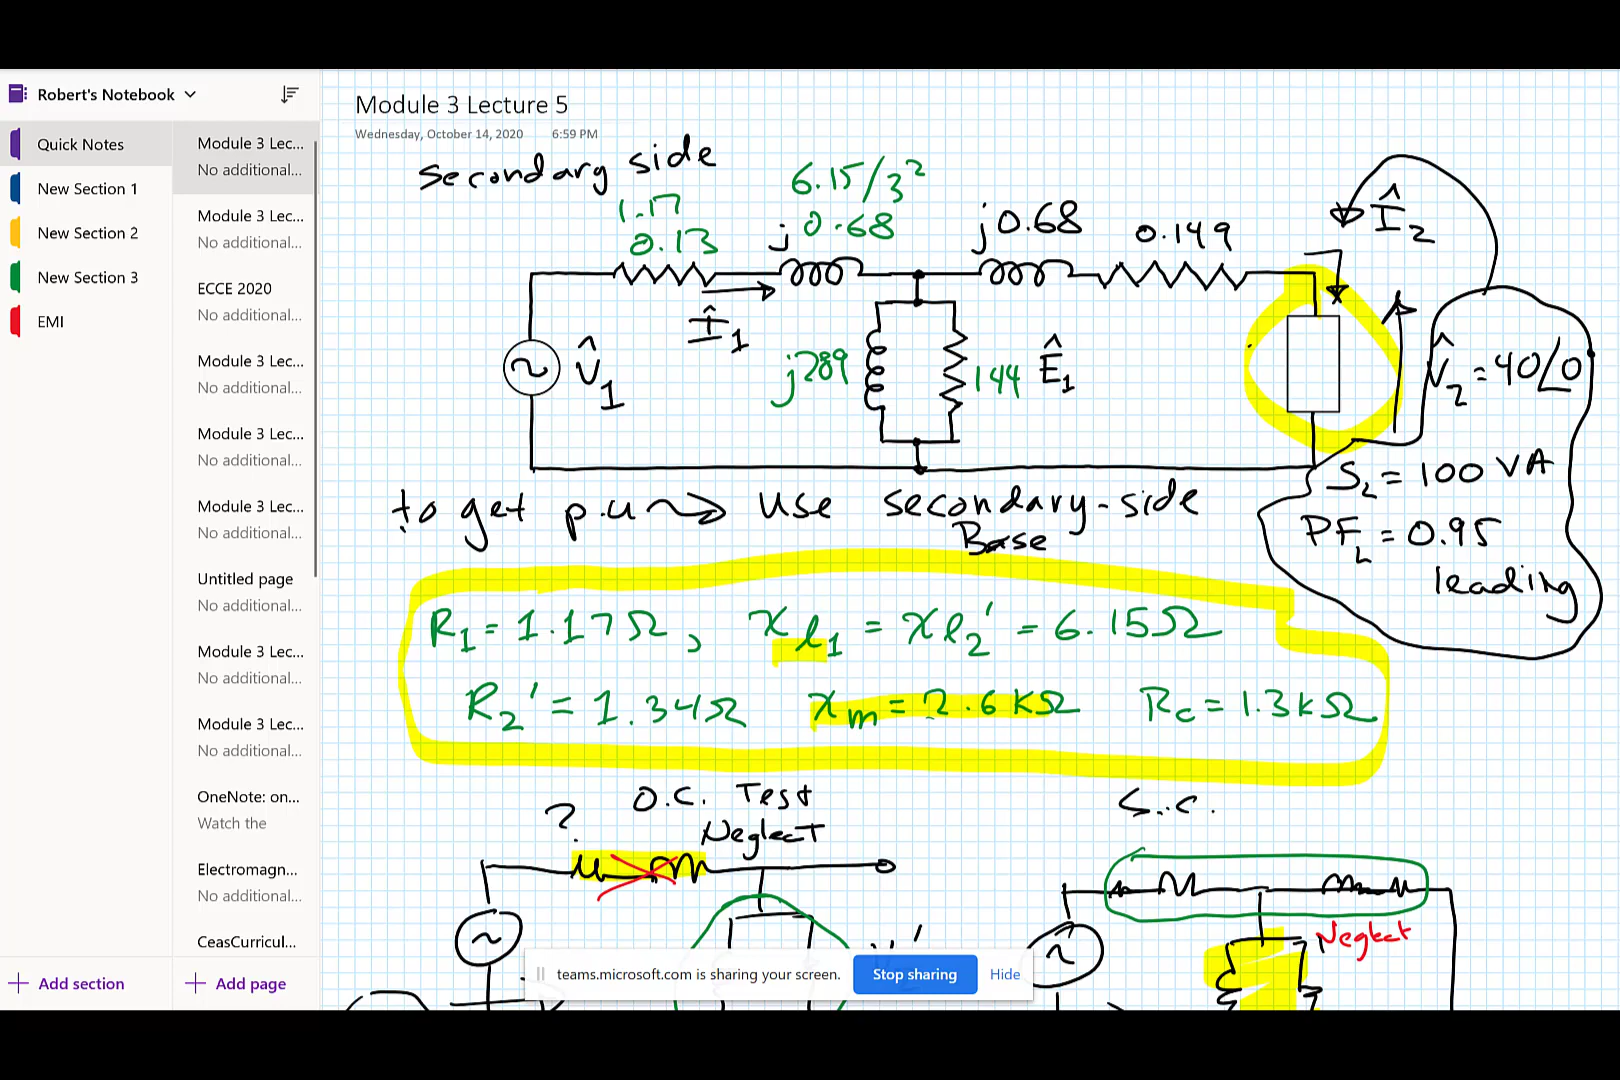 Robert's Notebook
Quick Notes
New Section 1
New Section 2
New Section 3
EMI
Add section
Module 3 Lec...
No additional...
Module 3 Lec...
No additional...
ECCE 2020
No additional...
Module 3 Lec...
No additional...
Module 3 Lec...
No additional...
Module 3 Lec...
No additional...
Untitled page
No additional...
Module 3 Lec...
No additional...
Module 3 Lec...
No additional...
OneNote: on...
Watch the
Electromagn...
No additional...
CeasCurricul...
Add page
Module 3 Lecture 5
Wednesday, October 14, 2020 6:59 PM
secondary side
1.17
0.13
6.15/3²
j 0.68
j0.68
0.149
Î₂
Î₁
V̂₁
j289
144
Ê₁
V̂₂ = 40∠0
S₂ = 100 VA
PF_L = 0.95
leading
to get p.u → use secondary-side
Base
R₁ = 1.17Ω, xℓ₁ = xℓ₂' = 6.15Ω
R₂' = 1.34Ω xₘ = 2.6kΩ R_c = 1.3kΩ
?
O.C. Test
Neglect
S.C.
Neglect
teams.microsoft.com is sharing your screen.
Stop sharing
Hide